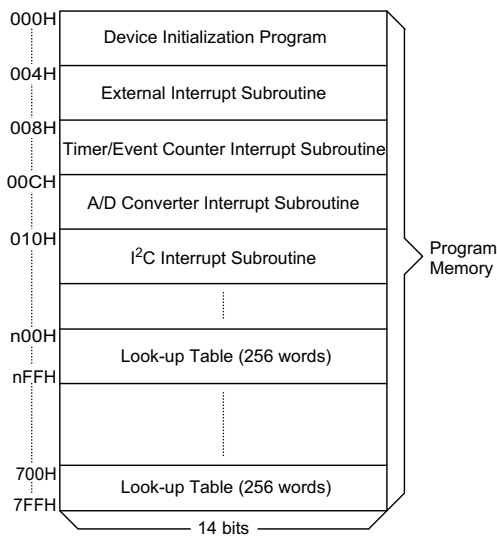 000H
Device Initialization Program
004H
External Interrupt Subroutine
008H
Timer/Event Counter Interrupt Subroutine
00CH
A/D Converter Interrupt Subroutine
010H
I²C Interrupt Subroutine
Program
Memory
n00H
Look-up Table (256 words)
nFFH
700H
Look-up Table (256 words)
7FFH
14 bits